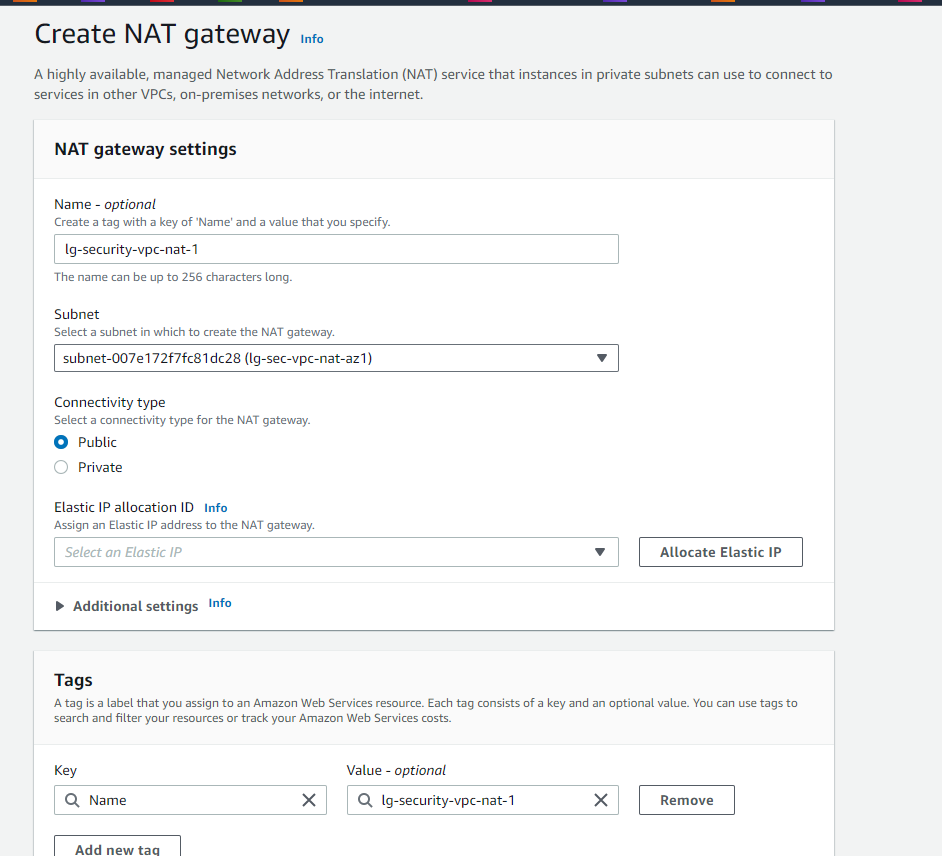 Create NAT gateway Info
A highly available, managed Network Address Translation (NAT) service that instances in private subnets can use to connect to
services in other VPCs, on-premises networks, or the internet.
NAT gateway settings
Name - optional
Create a tag with a key of 'Name' and a value that you specify.
lg-security-vpc-nat-1
The name can be up to 256 characters long.
Subnet
Select a subnet in which to create the NAT gateway.
subnet-007e172f7fc81dc28 (lg-sec-vpc-nat-az1)
Connectivity type
Select a connectivity type for the NAT gateway.
Public
Private
Elastic IP allocation ID Info
Assign an Elastic IP address to the NAT gateway.
Select an Elastic IP
Allocate Elastic IP
Additional settings Info
Tags
A tag is a label that you assign to an Amazon Web Services resource. Each tag consists of a key and an optional value. You can use tags to
search and filter your resources or track your Amazon Web Services costs.
Key
Value - optional
Name
lg-security-vpc-nat-1
Remove
Add new tag